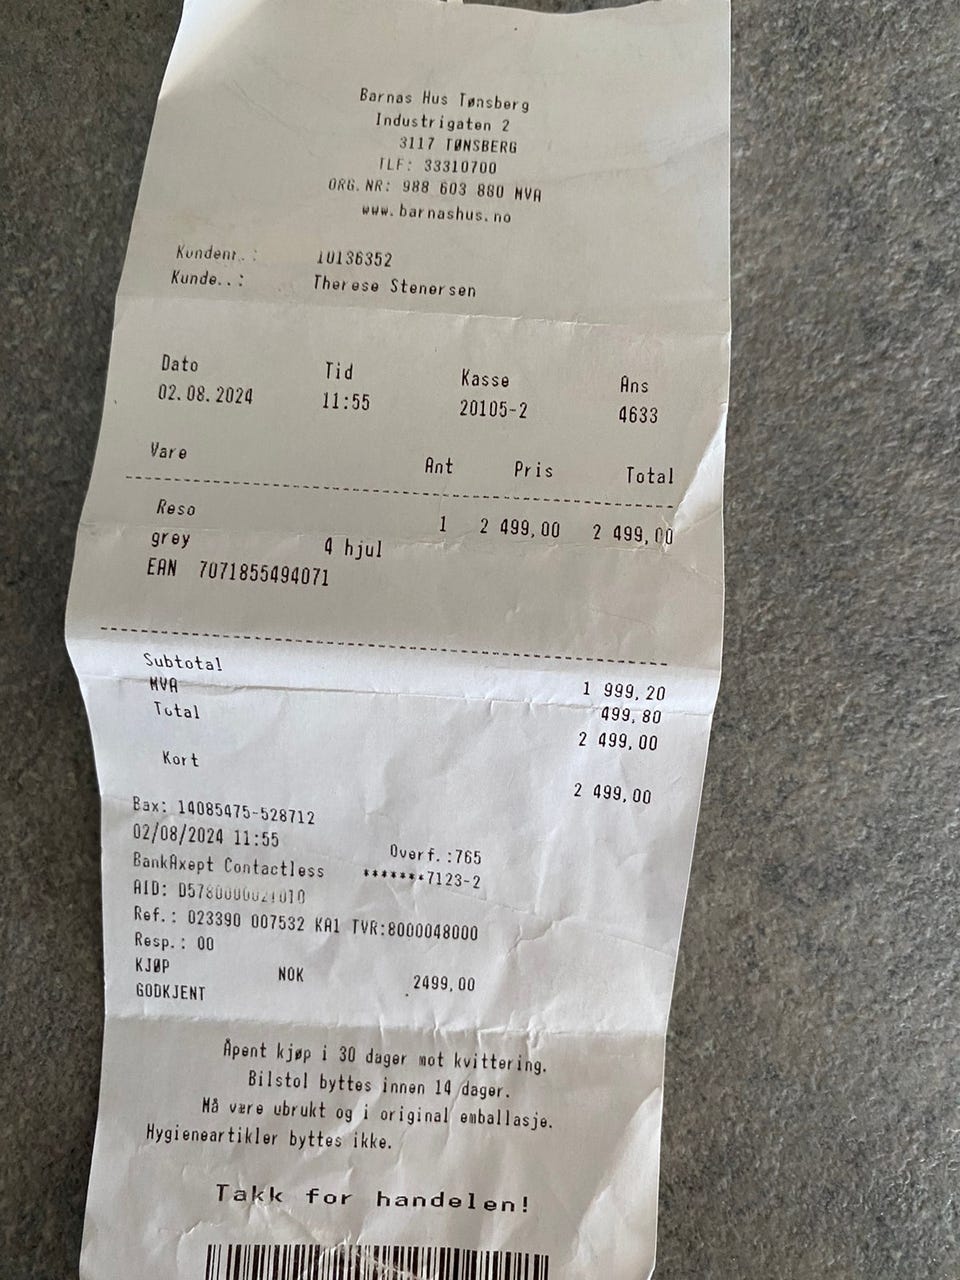 Barnas Hus Tønsberg
Industrigaten 2
3117 TØNSBERG
TLF: 33310700
ORG.NR: 988 603 880 MVA
www.barnashus.no
Kundenr.: 10136352
Kunde..: Therese Stenersen
Dato Tid Kasse Ans
02.08.2024 11:55 20105-2 4633
Vare Ant Pris Total
Reso 1 2 499,00 2 499,00
grey 4 hjul
EAN 7071855494071
Subtotal 1 999,20
MVA 499,80
Total 2 499,00
Kort 2 499,00
Bax: 14085475-528712
02/08/2024 11:55 Overf.:765
BankAxept Contactless *******7123-2
AID: D5780000021010
Ref.: 023390 007532 KA1 TVR:8000048000
Resp.: 00
KJØP NOK 2499,00
GODKJENT
Åpent kjøp i 30 dager mot kvittering.
Bilstol byttes innen 14 dager.
Må være ubrukt og i original emballasje.
Hygieneartikler byttes ikke.
Takk for handelen!